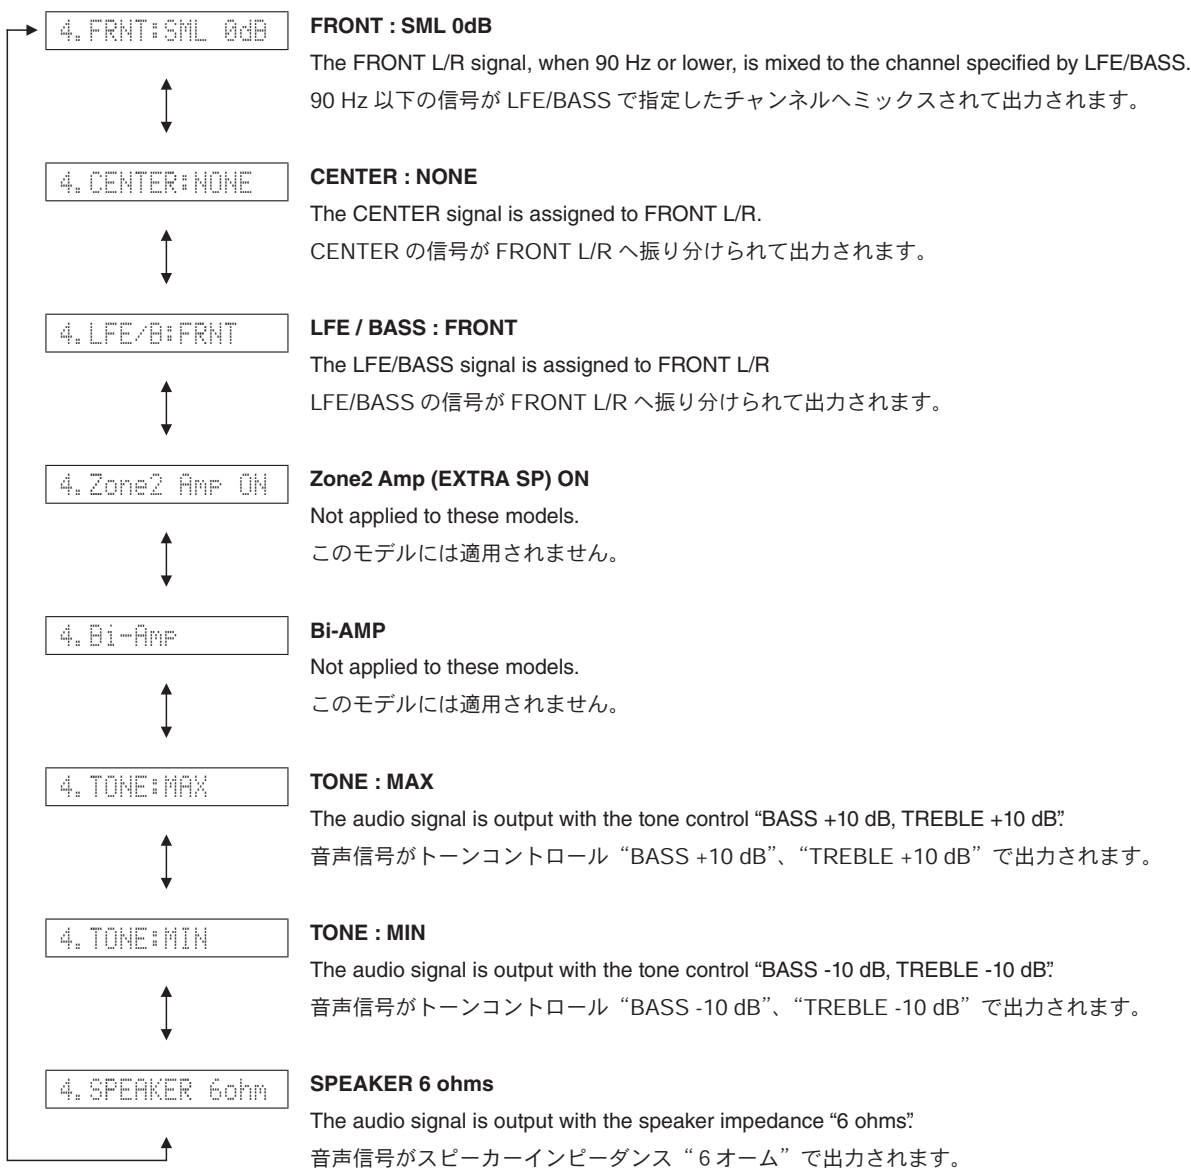 4.FRNT:SML 0dB
FRONT : SML 0dB
The FRONT L/R signal, when 90 Hz or lower, is mixed to the channel specified by LFE/BASS.
90 Hz 以下の信号が LFE/BASS で指定したチャンネルへミックスされて出力されます。
4.CENTER:NONE
CENTER : NONE
The CENTER signal is assigned to FRONT L/R.
CENTER の信号が FRONT L/R へ振り分けられて出力されます。
4.LFE/B:FRNT
LFE / BASS : FRONT
The LFE/BASS signal is assigned to FRONT L/R
LFE/BASS の信号が FRONT L/R へ振り分けられて出力されます。
4.Zone2 Amp ON
Zone2 Amp (EXTRA SP) ON
Not applied to these models.
このモデルには適用されません。
4.Bi-Amp
Bi-AMP
Not applied to these models.
このモデルには適用されません。
4.TONE:MAX
TONE : MAX
The audio signal is output with the tone control “BASS +10 dB, TREBLE +10 dB”.
音声信号がトーンコントロール“BASS +10 dB”、“TREBLE +10 dB”で出力されます。
4.TONE:MIN
TONE : MIN
The audio signal is output with the tone control “BASS -10 dB, TREBLE -10 dB”.
音声信号がトーンコントロール“BASS -10 dB”、“TREBLE -10 dB”で出力されます。
4.SPEAKER 6ohm
SPEAKER 6 ohms
The audio signal is output with the speaker impedance “6 ohms”.
音声信号がスピーカーインピーダンス“6 オーム”で出力されます。